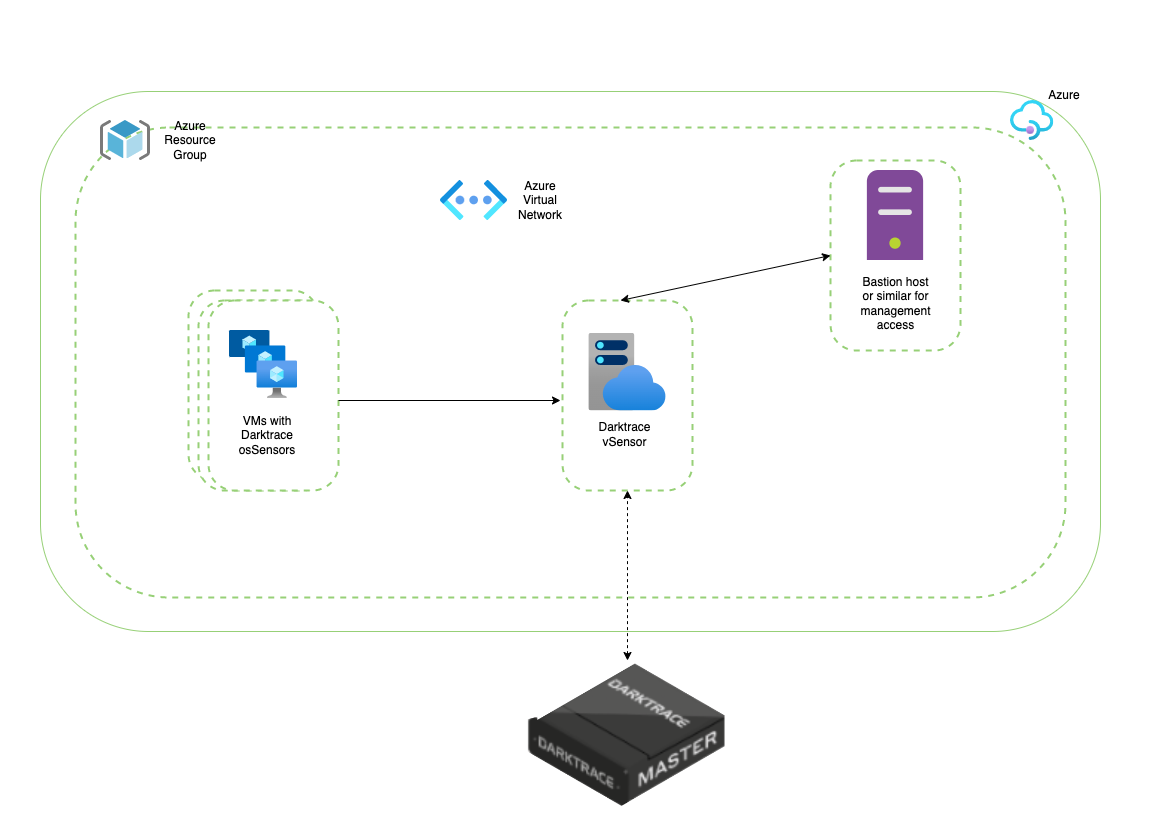 Azure
Azure
Resource
Group
Azure
Virtual
Network
Bastion host
or similar for
management
access
VMs with
Darktrace
osSensors
Darktrace
vSensor
DARKTRACE
DARKTRACE
MASTER